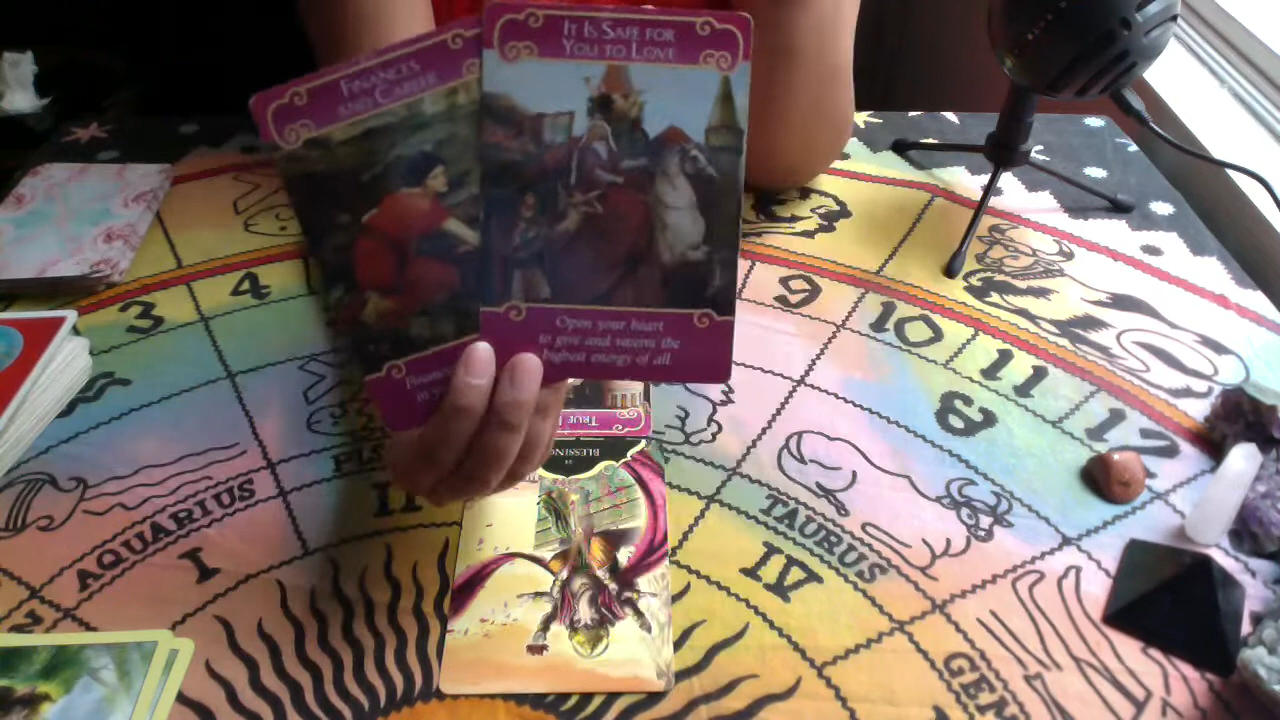 IT IS SAFE FOR
YOU TO LOVE
FINANCES
AND CAREER
Open your heart
to give and receive the
highest energy of all.
3
4
9
10
11
12
8
TRUE
BLESSING
AQUARIUS
I
II
TAURUS
IV
GEM